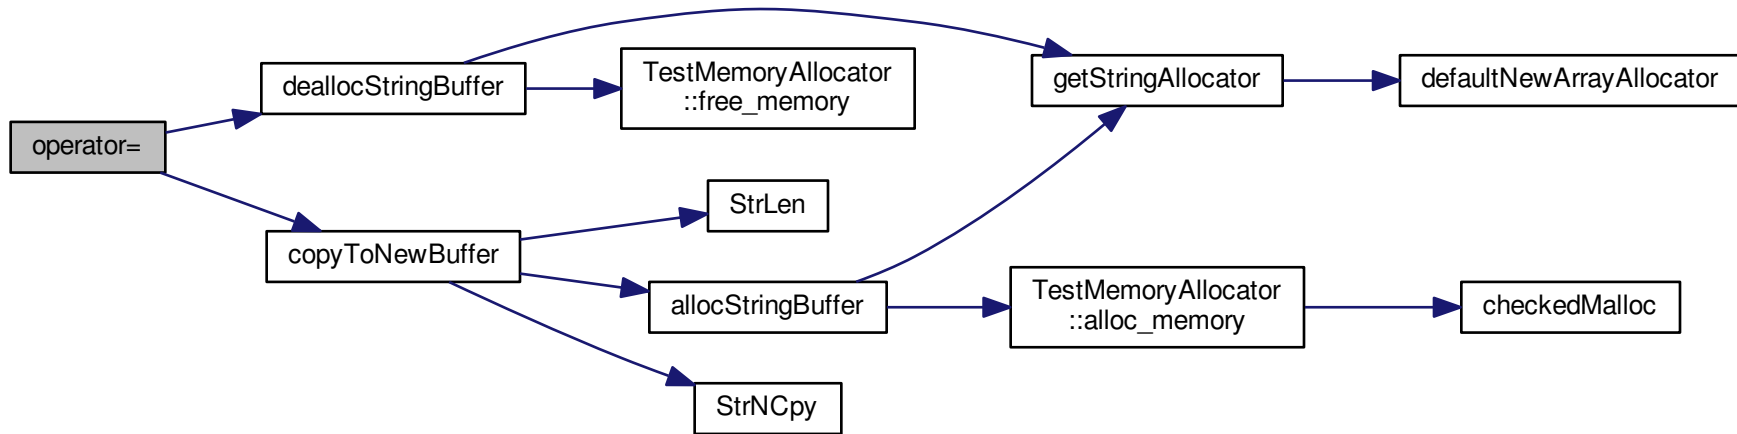 operator=
deallocStringBuffer
TestMemoryAllocator
::free_memory
getStringAllocator
defaultNewArrayAllocator
copyToNewBuffer
StrLen
allocStringBuffer
TestMemoryAllocator
::alloc_memory
checkedMalloc
StrNCpy